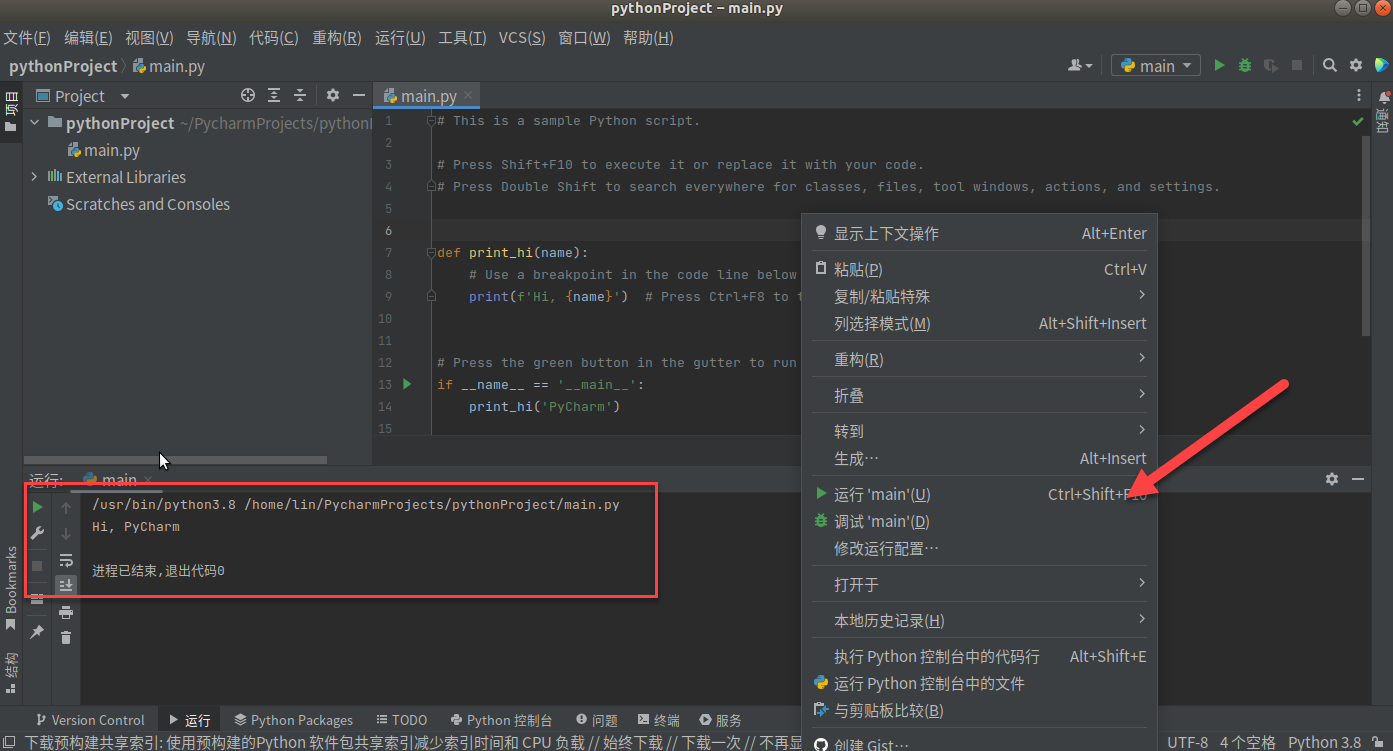 pythonProject – main.py
文件(F) 编辑(E) 视图(V) 导航(N) 代码(C) 重构(R) 运行(U) 工具(T) VCS(S) 窗口(W) 帮助(H)
pythonProject main.py
main
项目
Project
main.py
通知
pythonProject ~/PycharmProjects/python
main.py
External Libraries
Scratches and Consoles
1 # This is a sample Python script.
2
3 # Press Shift+F10 to execute it or replace it with your code.
4 # Press Double Shift to search everywhere for classes, files, tool windows, actions, and settings.
5
6
7 def print_hi(name):
8 # Use a breakpoint in the code line below
9 print(f'Hi, {name}') # Press Ctrl+F8 to
10
11
12 # Press the green button in the gutter to run
13 if __name__ == '__main__':
14 print_hi('PyCharm')
15
显示上下文操作 Alt+Enter
粘贴(P) Ctrl+V
复制/粘贴特殊
列选择模式(M) Alt+Shift+Insert
重构(R)
折叠
转到
生成… Alt+Insert
运行 'main'(U) Ctrl+Shift+F10
调试 'main'(D)
修改运行配置…
打开于
本地历史记录(H)
执行 Python 控制台中的代码行 Alt+Shift+E
运行 Python 控制台中的文件
与剪贴板比较(B)
创建 Gist…
运行: main
/usr/bin/python3.8 /home/lin/PycharmProjects/pythonProject/main.py
Hi, PyCharm
进程已结束,退出代码0
Bookmarks
结构
Version Control 运行 Python Packages TODO Python 控制台 问题 终端 服务
下载预构建共享索引: 使用预构建的Python 软件包共享索引减少索引时间和 CPU 负载 // 始终下载 // 下载一次 // 不再显 UTF-8 4 个空格 Python 3.8